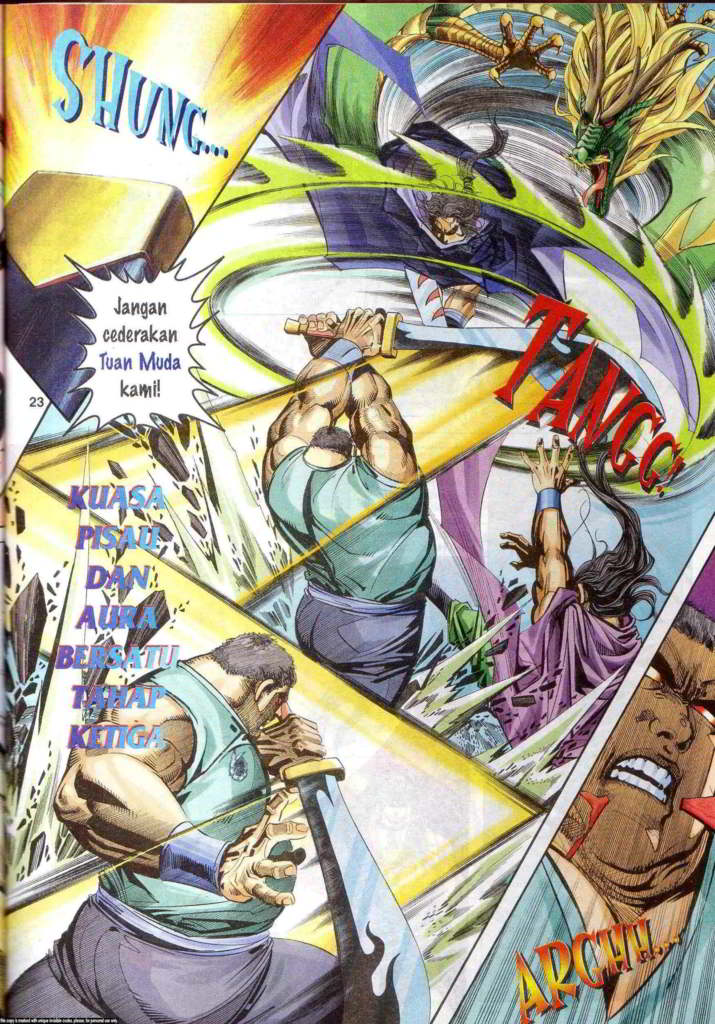 SHUNG...
Jangan
cederakan
Tuan Muda
kami!
23
TANGG!
KUASA
PISAU
DAN
AURA
BERSATU
TAHAP
KETIGA
ARGHH...